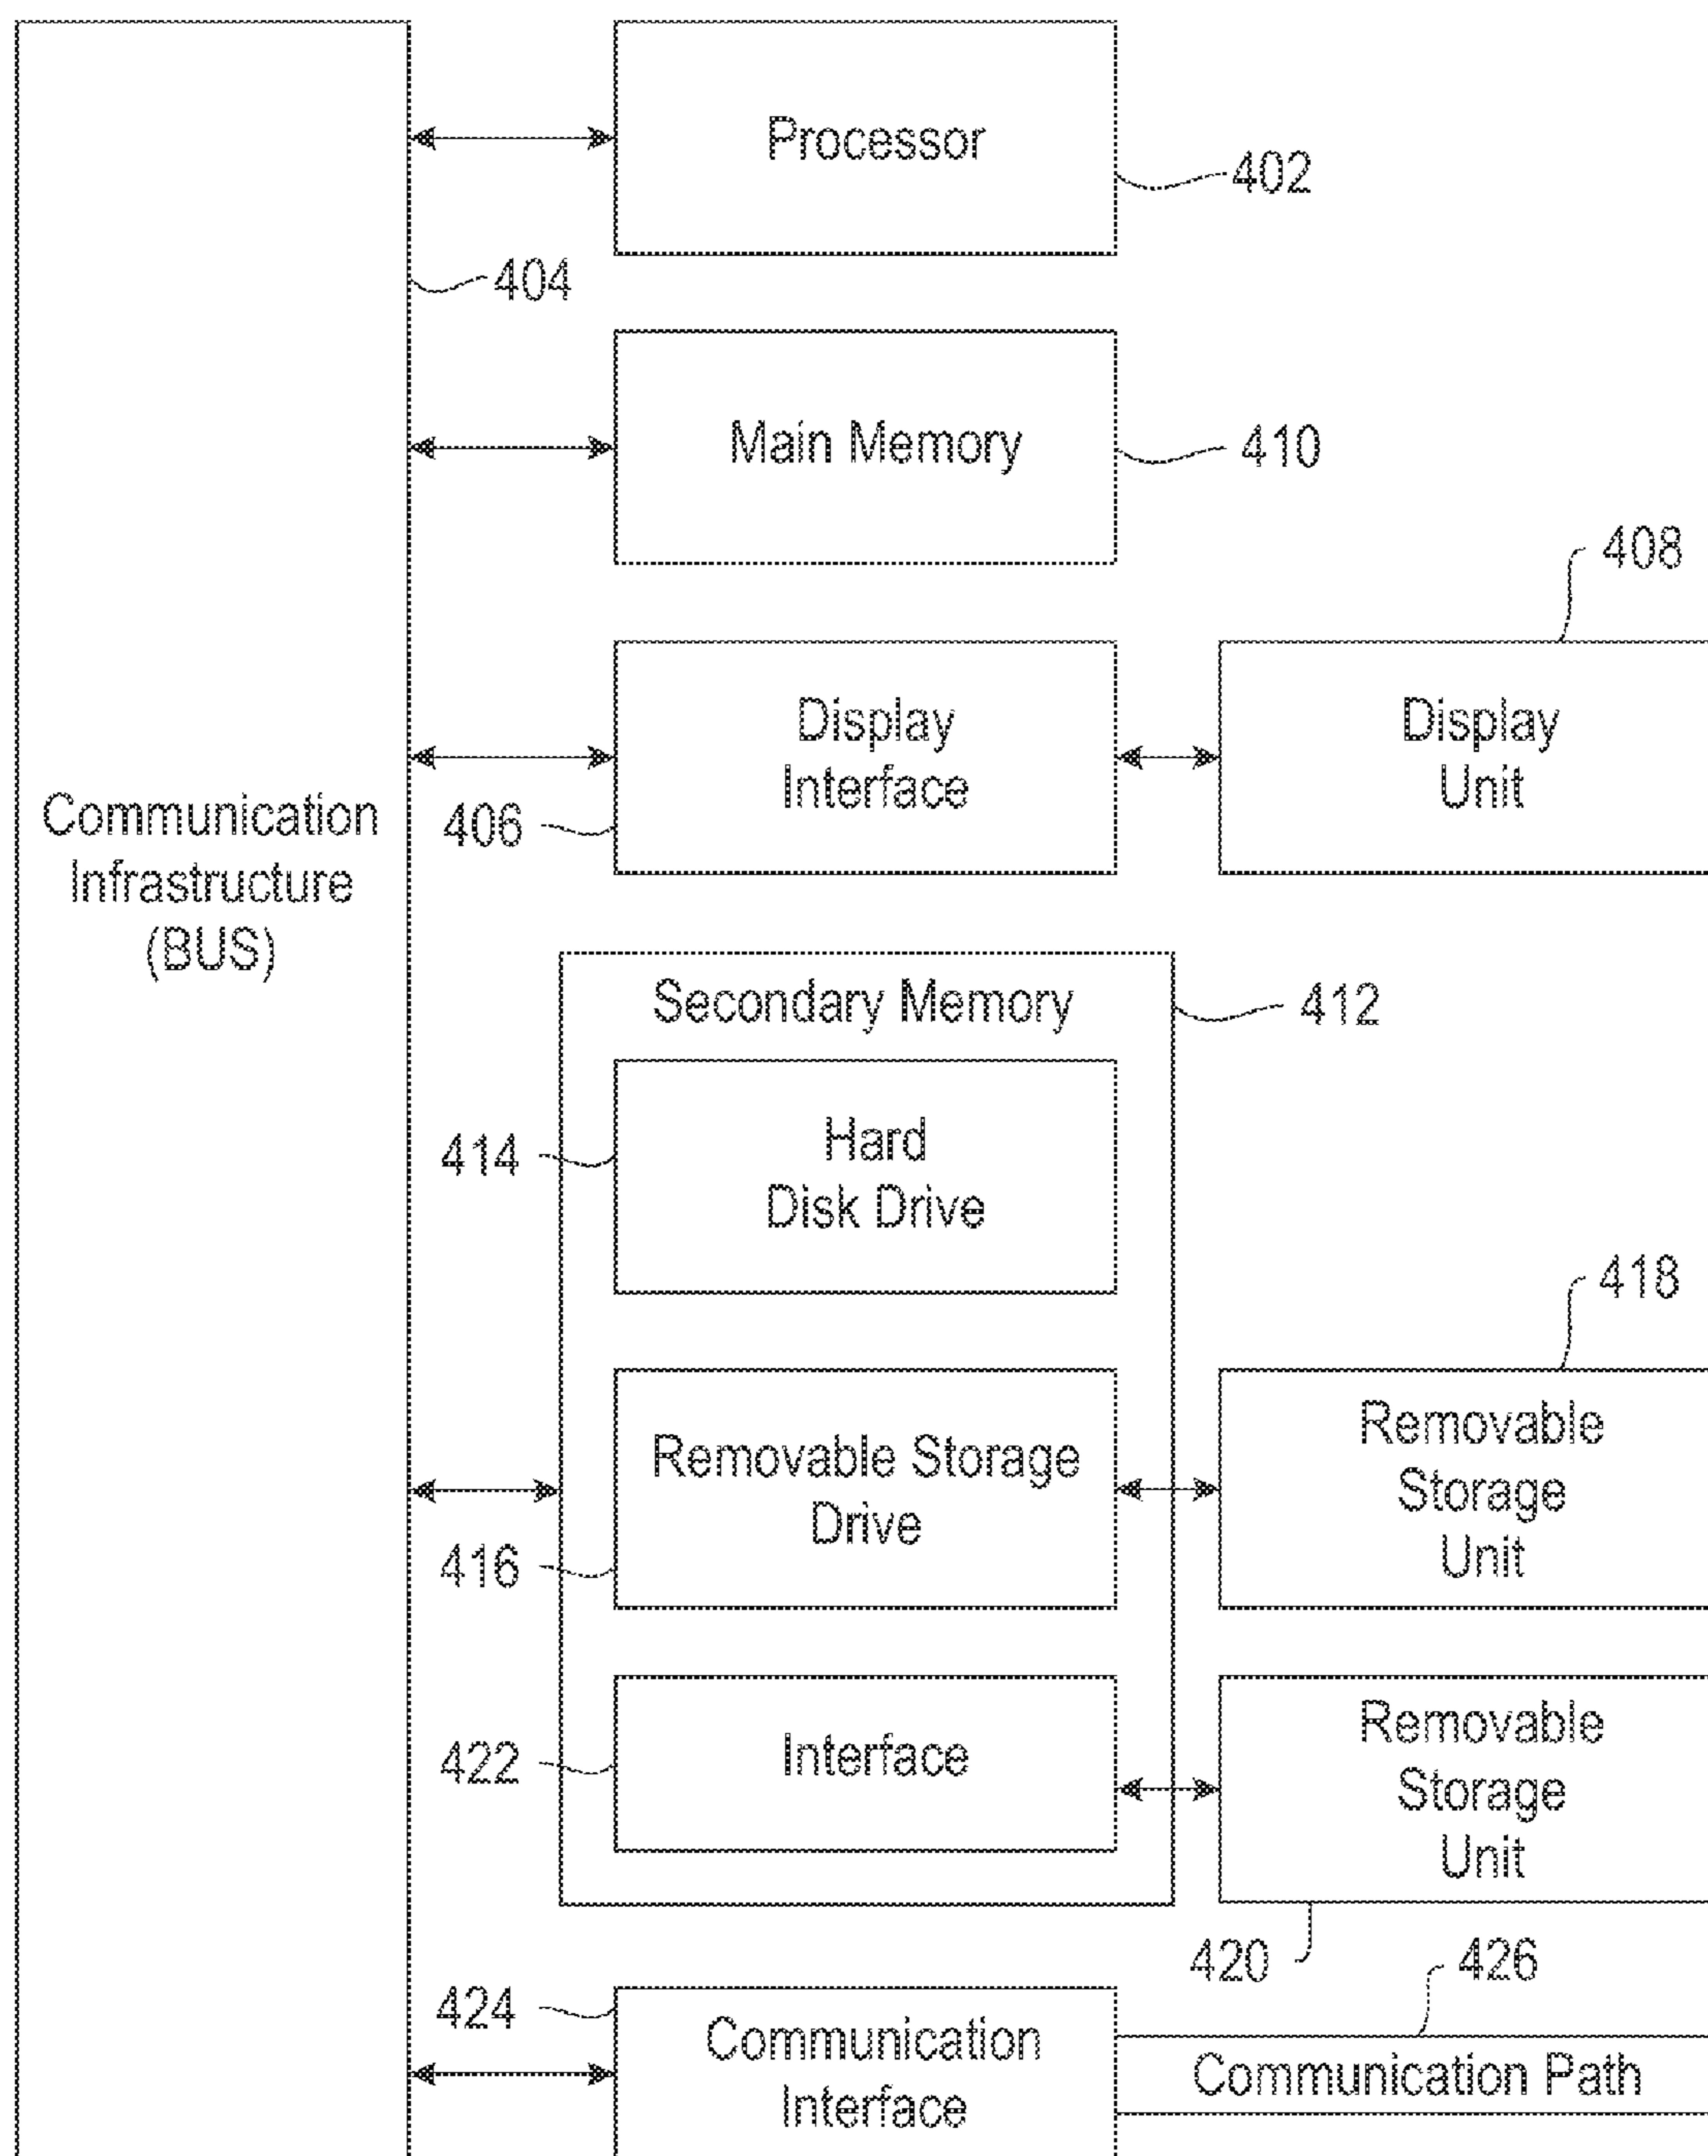 Processor
402
404
Main Memory
410
408
Display
Interface
Display
Unit
406
Communication
Infrastructure
(BUS)
Secondary Memory
412
Hard
Disk Drive
414
418
Removable Storage
Drive
416
Removable
Storage
Unit
Interface
422
Removable
Storage
Unit
420
426
424
Communication
Interface
Communication Path